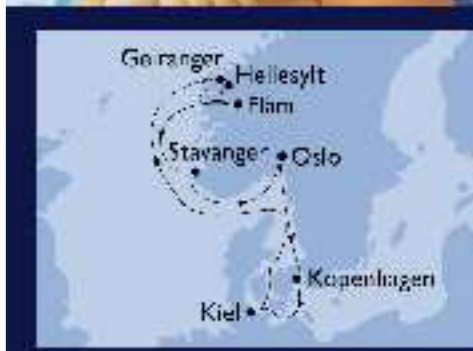 Geiranger
Hellesylt
Flåm
Stavanger
Oslo
Kopenhagen
Kiel